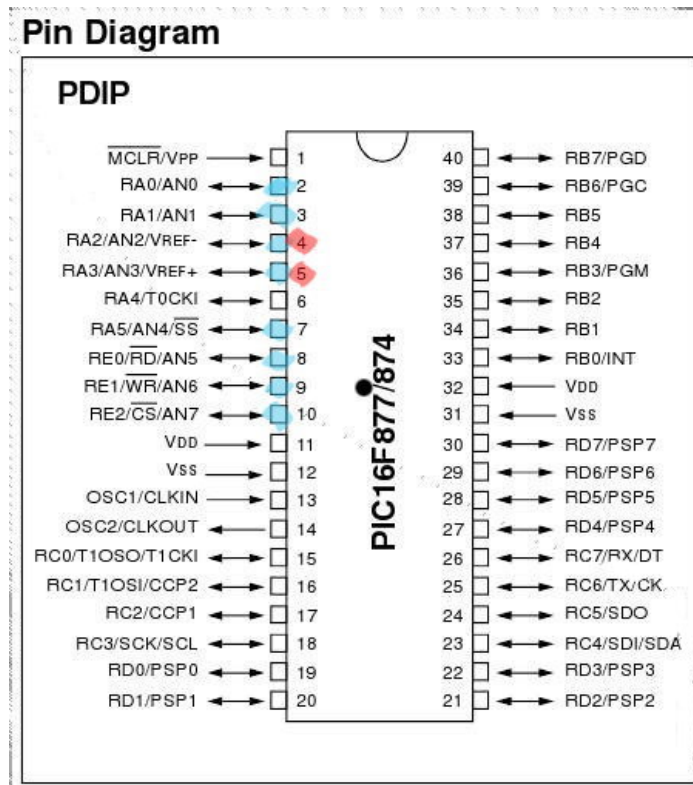 Pin Diagram
PDIP
MCLR/VPP 1 40 RB7/PGD
RA0/AN0 2 39 RB6/PGC
RA1/AN1 3 38 RB5
RA2/AN2/VREF- 4 37 RB4
RA3/AN3/VREF+ 5 36 RB3/PGM
RA4/T0CKI 6 35 RB2
RA5/AN4/SS 7 34 RB1
RE0/RD/AN5 8 33 RB0/INT
RE1/WR/AN6 9 32 VDD
RE2/CS/AN7 10 31 VSS
VDD 11 30 RD7/PSP7
VSS 12 29 RD6/PSP6
OSC1/CLKIN 13 28 RD5/PSP5
OSC2/CLKOUT 14 27 RD4/PSP4
RC0/T1OSO/T1CKI 15 26 RC7/RX/DT
RC1/T1OSI/CCP2 16 25 RC6/TX/CK
RC2/CCP1 17 24 RC5/SDO
RC3/SCK/SCL 18 23 RC4/SDI/SDA
RD0/PSP0 19 22 RD3/PSP3
RD1/PSP1 20 21 RD2/PSP2
PIC16F877/874